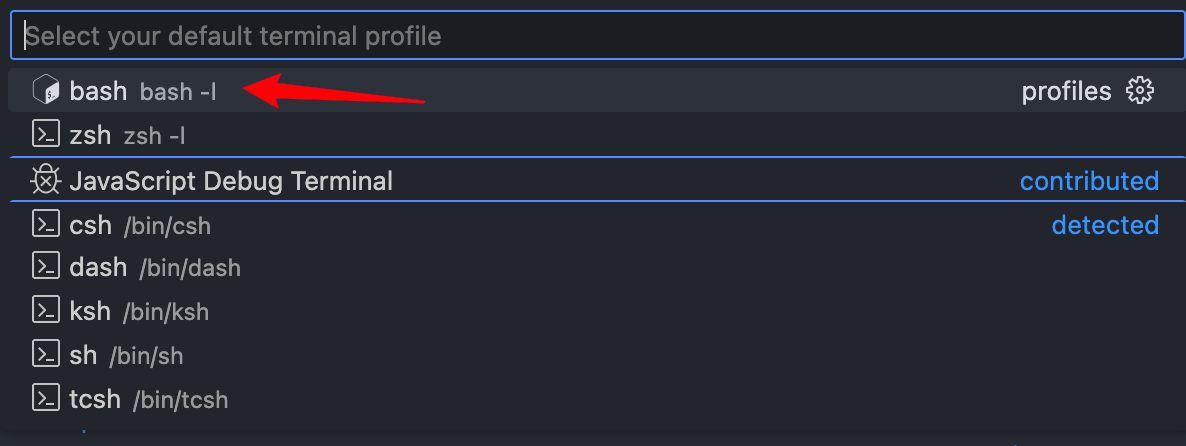 Select your default terminal profile
bash bash -l profiles
zsh zsh -l
JavaScript Debug Terminal contributed
csh /bin/csh detected
dash /bin/dash
ksh /bin/ksh
sh /bin/sh
tcsh /bin/tcsh